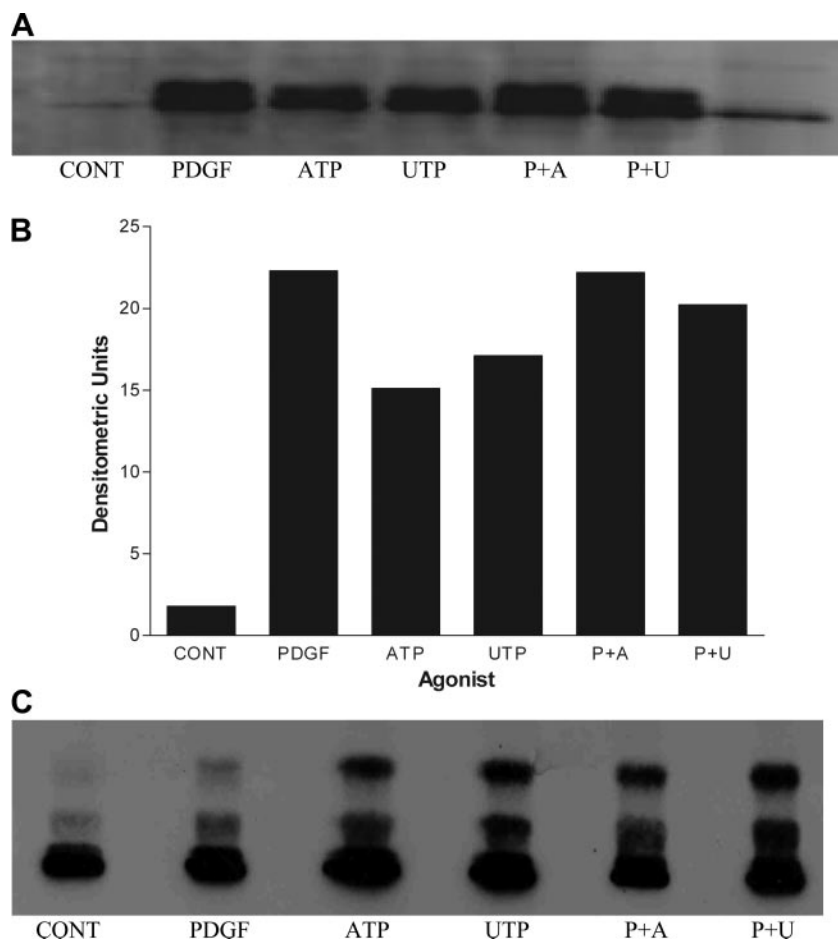 A
CONT PDGF ATP UTP P+A P+U
B
25
20
15
10
5
0
Densitometric Units
CONT PDGF ATP UTP P+A P+U
Agonist
C
CONT PDGF ATP UTP P+A P+U